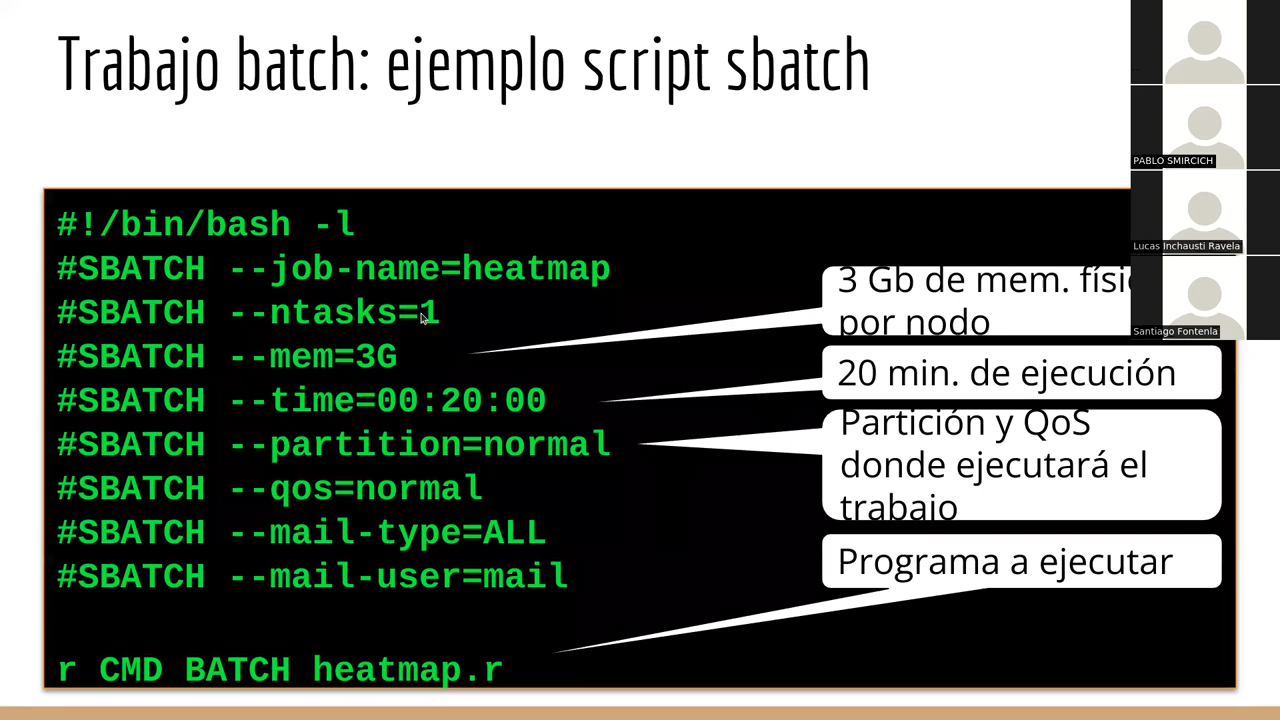 Trabajo batch: ejemplo script sbatch
#!/bin/bash -l
#SBATCH --job-name=heatmap
#SBATCH --ntasks=1
#SBATCH --mem=3G
#SBATCH --time=00:20:00
#SBATCH --partition=normal
#SBATCH --qos=normal
#SBATCH --mail-type=ALL
#SBATCH --mail-user=mail
r CMD BATCH heatmap.r
3 Gb de mem.
por nodo
20 min. de ejecución
Partición y QoS
donde ejecutará el
trabajo
Programa a ejecutar
PABLO SMIRCICH
Lucas Inchausti Ravela
Santiago Fontenla